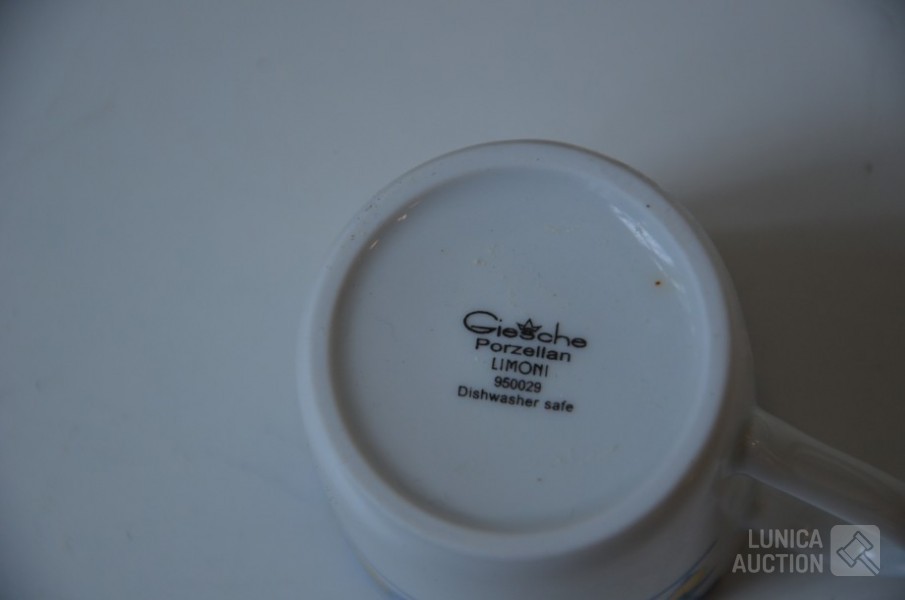 Giesche
Porzellan
LIMONI
950029
Dishwasher safe
LUNICA
AUCTION